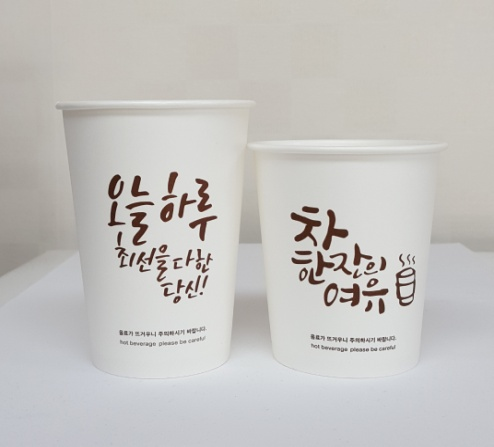 오늘 하루
최선을 다한
당신!
음료가 뜨거우니 주의하시기 바랍니다.
hot beverage please be careful
차
한잔의
여유
음료가 뜨거우니 주의하시기 바랍니다.
hot beverage please be careful